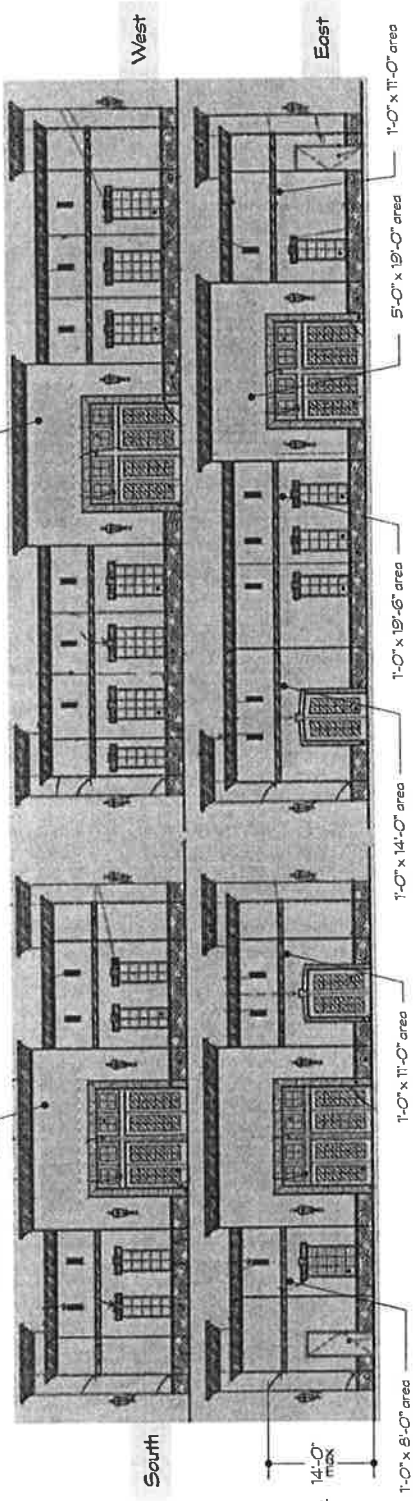 West
East
South
14'-0"
max
1'-0" x 8'-0" area
1'-0" x 11'-0" area
1'-0" x 14'-0" area
1'-0" x 19'-6" area
5'-0" x 19'-0" area
1'-0" x 11'-0" area